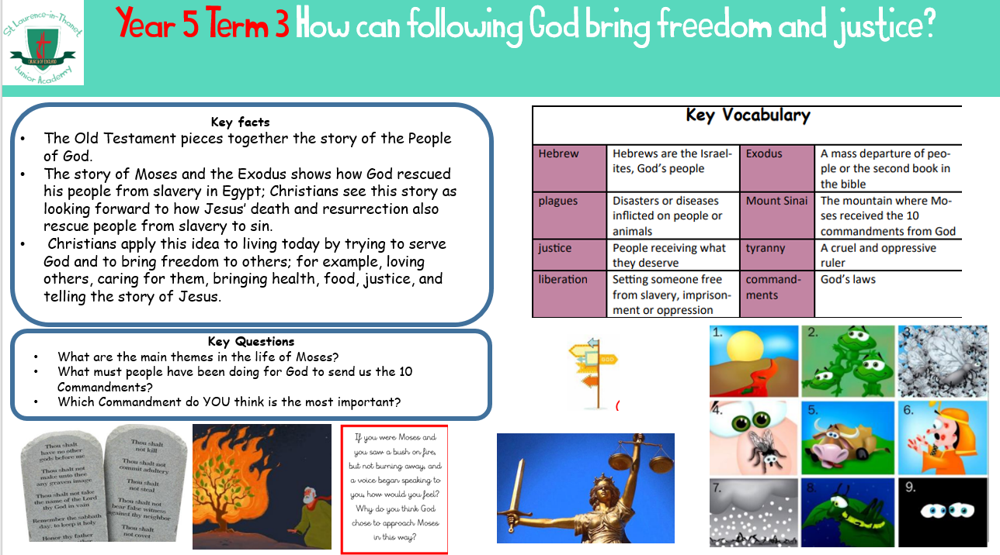 St Laurence-in-Thanet
CHURCH OF ENGLAND
Junior Academy
Year 5 Term 3 How can following God bring freedom and justice?
Key facts
• The Old Testament pieces together the story of the People
of God.
• The story of Moses and the Exodus shows how God rescued
his people from slavery in Egypt; Christians see this story as
looking forward to how Jesus’ death and resurrection also
rescue people from slavery to sin.
• Christians apply this idea to living today by trying to serve
God and to bring freedom to others; for example, loving
others, caring for them, bringing health, food, justice, and
telling the story of Jesus.
Key Questions
• What are the main themes in the life of Moses?
• What must people have been doing for God to send us the 10
Commandments?
• Which Commandment do YOU think is the most important?
Key Vocabulary
Hebrew
Hebrews are the Israel-
ites, God’s people
Exodus
A mass departure of peo-
ple or the second book in
the bible
plagues
Disasters or diseases
inflicted on people or
animals
Mount Sinai
The mountain where Mo-
ses received the 10
commandments from God
justice
People receiving what
they deserve
tyranny
A cruel and oppressive
ruler
liberation
Setting someone free
from slavery, imprison-
ment or oppression
command-
ments
God’s laws
GOD
1.
2.
3.
4.
5.
6.
7.
8.
9.
Thou shalt
have no other
gods before me
Thou shalt not
make unto thee
any graven image
Thou shalt not take
the name of the Lord
thy God in vain
Remember the sabbath
day, to keep it holy
Honor thy father
Thou shalt
not kill
Thou shalt not
commit adultery
Thou shalt
not steal
Thou shalt not
bear false witness
against thy neighbor
Thou shalt
not covet
If you were Moses and
you saw a bush on fire,
but not burning away, and
a voice began speaking to
you, how would you feel?
Why do you think God
chose to approach Moses
in this way?